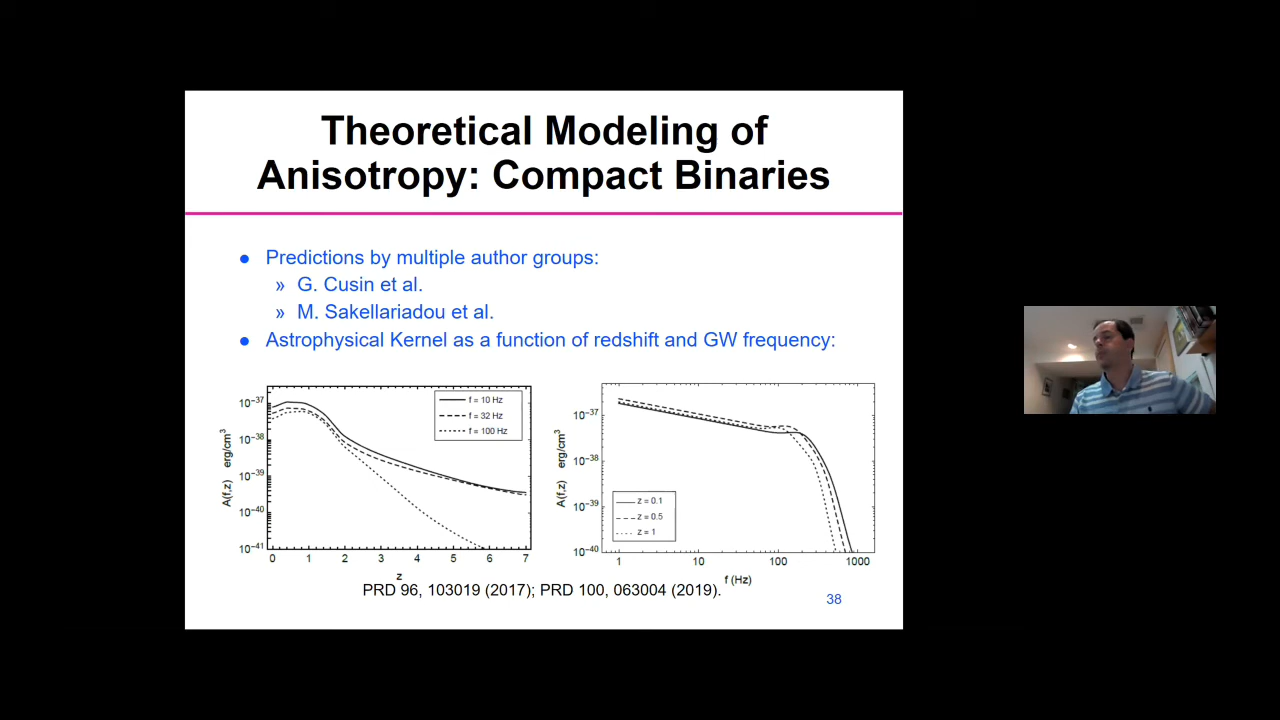 Theoretical Modeling of
Anisotropy: Compact Binaries
● Predictions by multiple author groups:
» G. Cusin et al.
» M. Sakellariadou et al.
● Astrophysical Kernel as a function of redshift and GW frequency:
A(f,z) erg/cm³
10⁻³⁷
10⁻³⁸
10⁻³⁹
10⁻⁴⁰
10⁻⁴¹
f = 10 Hz
f = 32 Hz
f = 100 Hz
0 1 2 3 4 5 6 7
z
A(f,z) erg/cm³
10⁻³⁷
10⁻³⁸
10⁻³⁹
10⁻⁴⁰
z = 0.1
z = 0.5
z = 1
1 10 100 1000
f (Hz)
PRD 96, 103019 (2017); PRD 100, 063004 (2019).
38